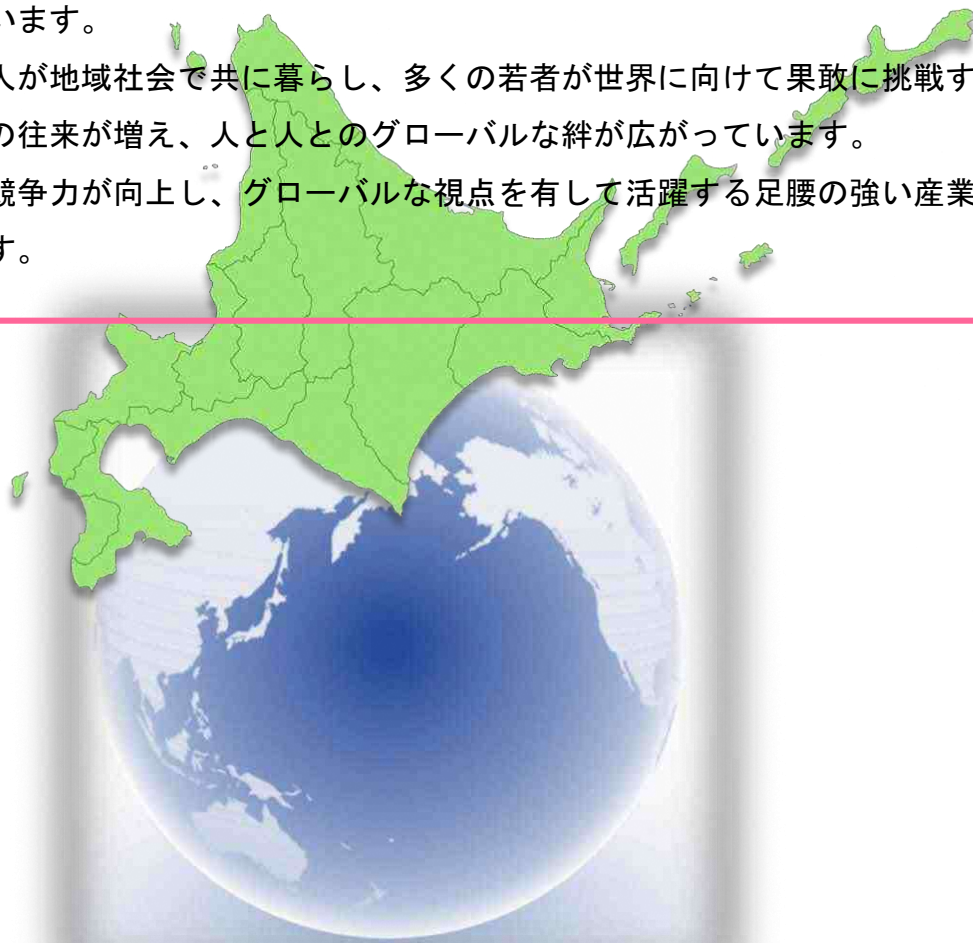 います。
人が地域社会で共に暮らし、多くの若者が世界に向けて果敢に挑戦す
の往来が増え、人と人とのグローバルな絆が広がっています。
競争力が向上し、グローバルな視点を有して活躍する足腰の強い産業
す。